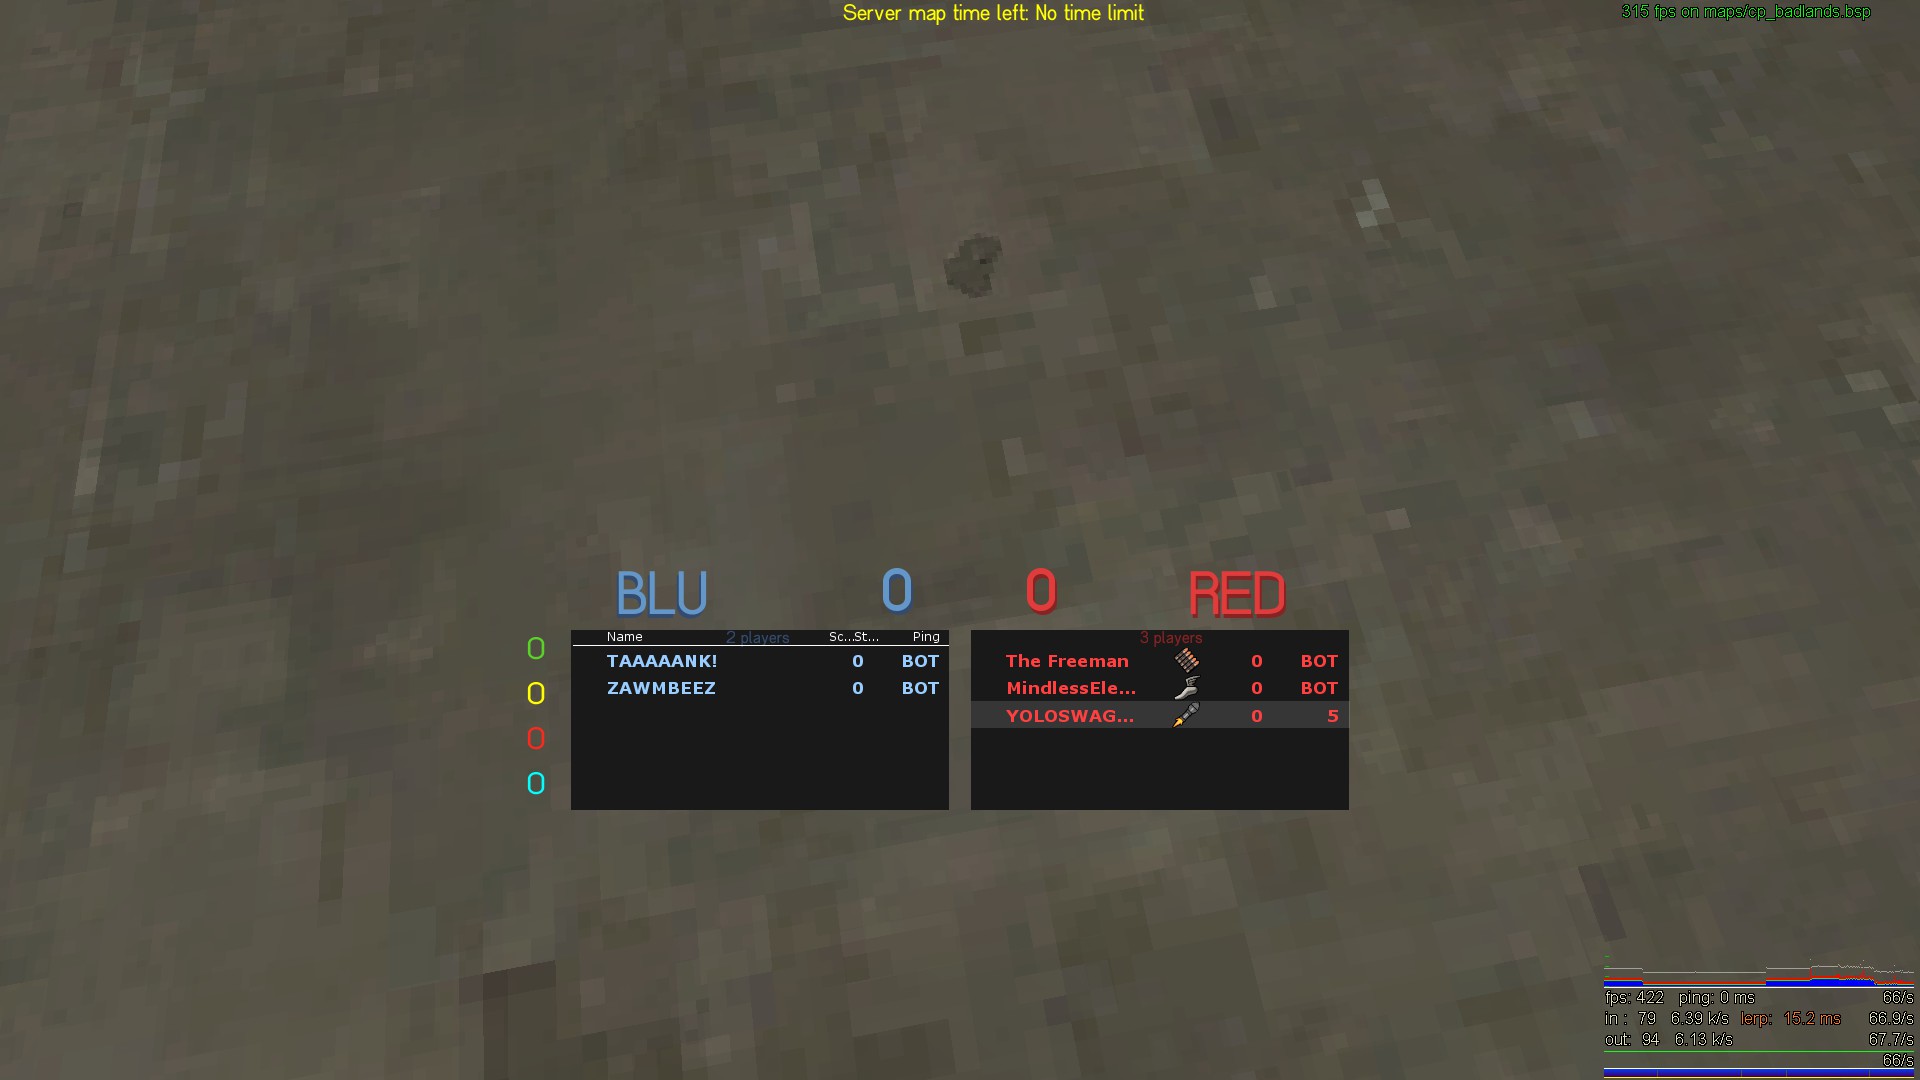 Server map time left: No time limit
315 fps on maps/cp_badlands.bsp
BLU 0 0 RED
Name 2 players Sc...St... Ping
3 players
0
TAAAAANK! 0 BOT
ZAWMBEEZ 0 BOT
The Freeman 0 BOT
MindlessEle... 0 BOT
YOLOSWAG... 0 5
0
0
0
fps: 422 ping: 0 ms 66/s
in : 79 6.39 k/s lerp: 15.2 ms 66.9/s
out: 94 6.13 k/s 67.7/s
66/s